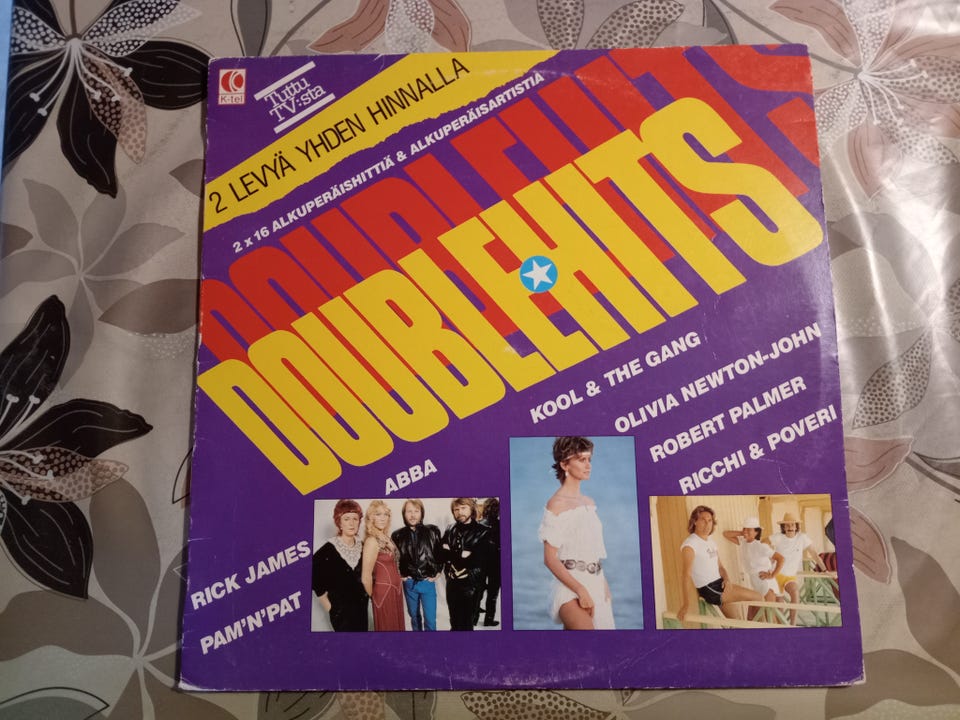 K-tel
Tuttu
TV:sta
2 LEVYÄ YHDEN HINNALLA
2 x 16 ALKUPERÄISHITTIÄ & ALKUPERÄISARTISTIA
DOUBLEHITS
DOUBLEHITS
KOOL & THE GANG
OLIVIA NEWTON-JOHN
ROBERT PALMER
RICCHI & POVERI
ABBA
RICK JAMES
PAM'N'PAT